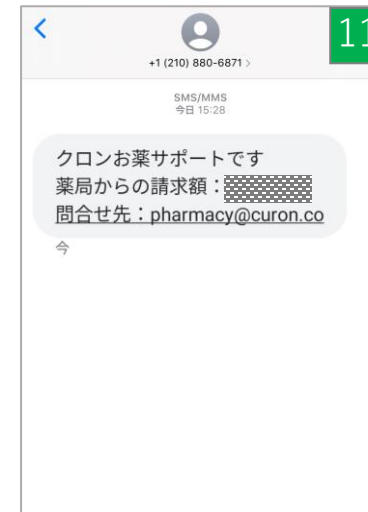 11
+1 (210) 880-6871 >
SMS/MMS
今日 15:28
クロンお薬サポートです
薬局からの請求額：
問合せ先：pharmacy@curon.co
今